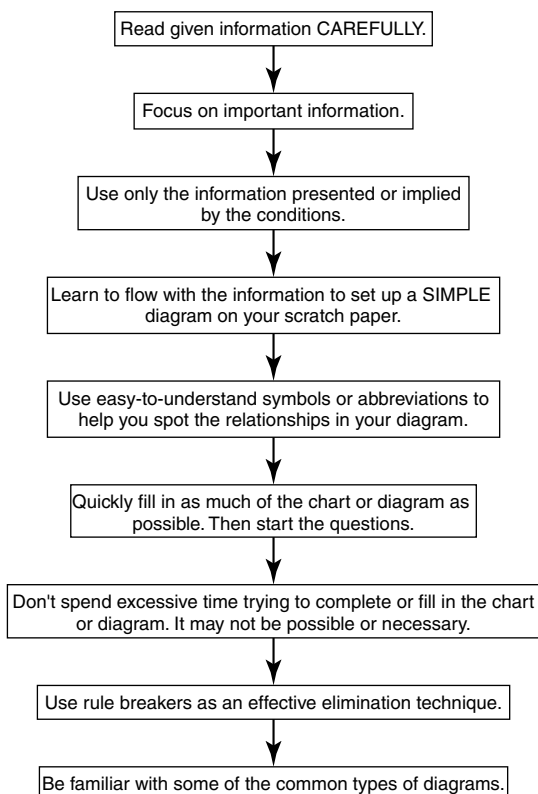 Read given information CAREFULLY.
Focus on important information.
Use only the information presented or implied
by the conditions.
Learn to flow with the information to set up a SIMPLE
diagram on your scratch paper.
Use easy-to-understand symbols or abbreviations to
help you spot the relationships in your diagram.
Quickly fill in as much of the chart or diagram as
possible. Then start the questions.
Don't spend excessive time trying to complete or fill in the chart
or diagram. It may not be possible or necessary.
Use rule breakers as an effective elimination technique.
Be familiar with some of the common types of diagrams.